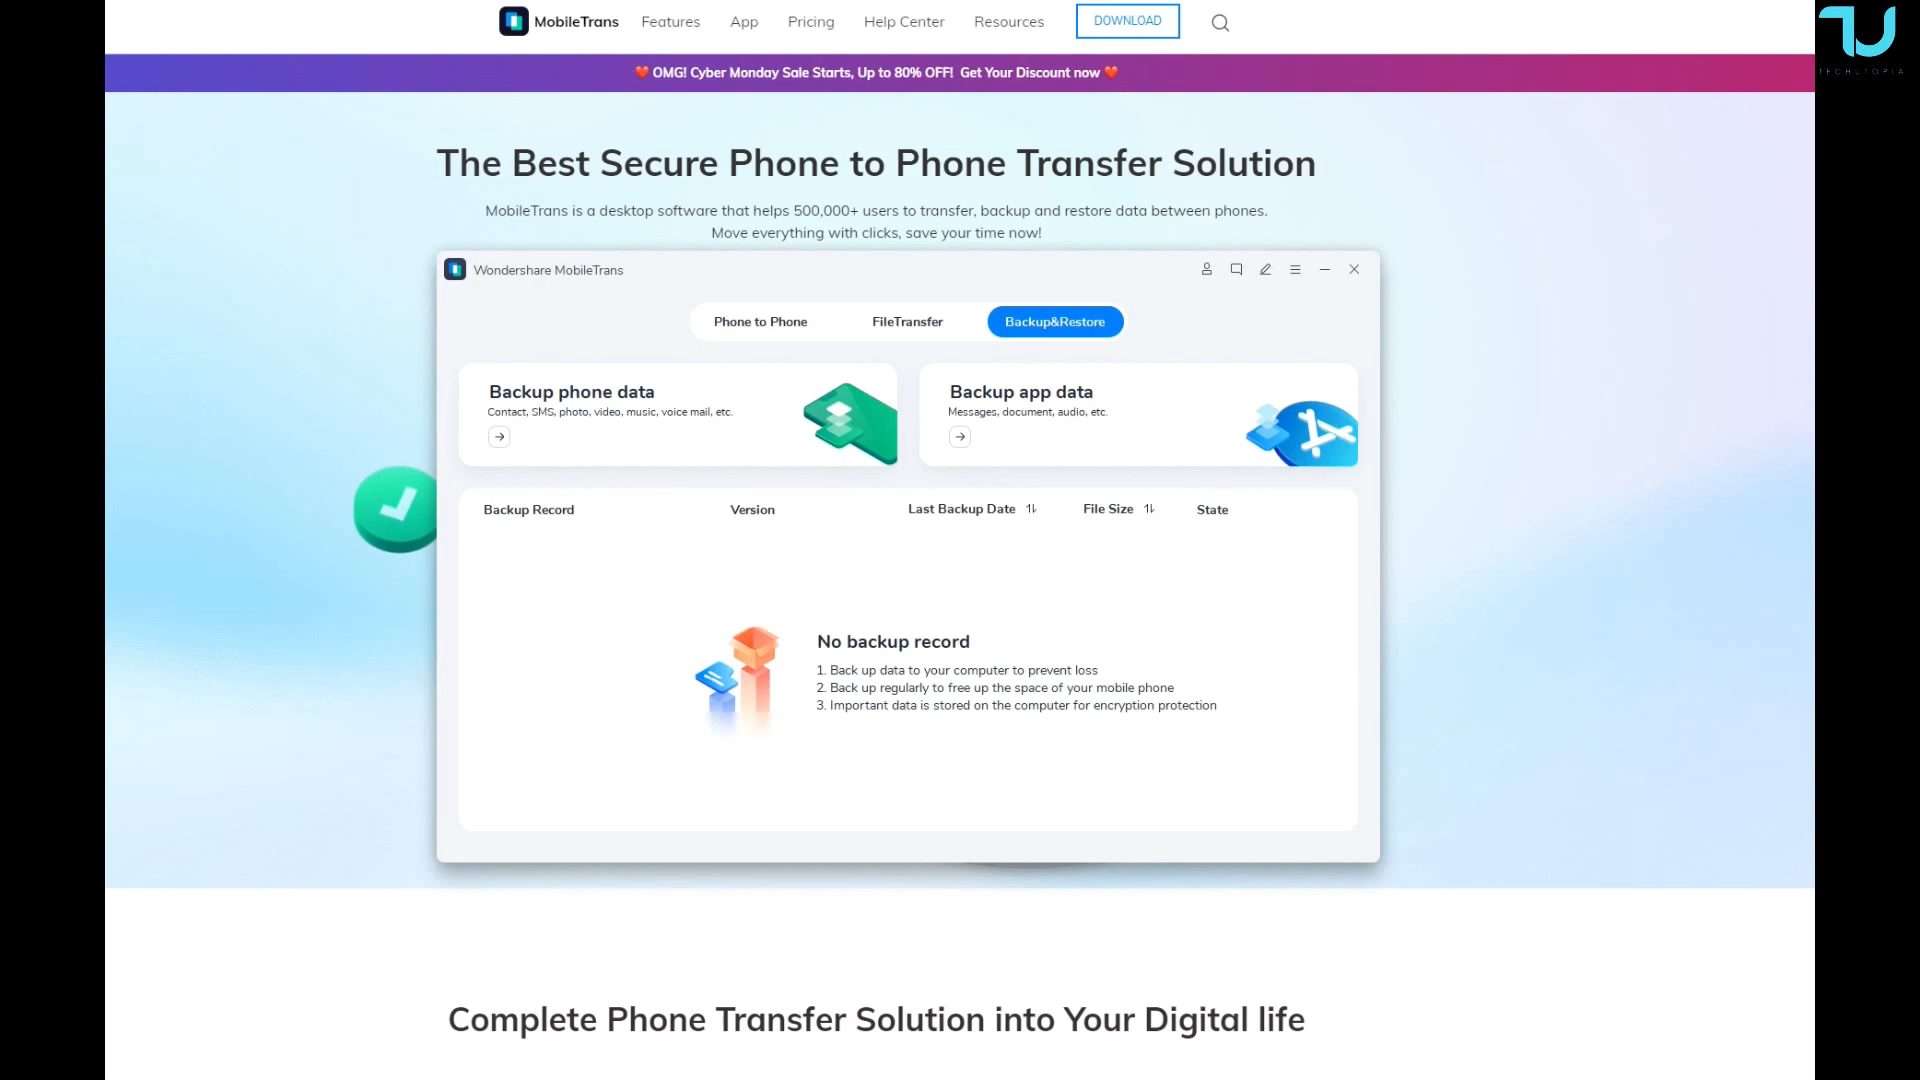 MobileTrans Features App Pricing Help Center Resources DOWNLOAD
TECHUTOPIA
❤️ OMG! Cyber Monday Sale Starts, Up to 80% OFF! Get Your Discount now ❤️
The Best Secure Phone to Phone Transfer Solution
MobileTrans is a desktop software that helps 500,000+ users to transfer, backup and restore data between phones.
Move everything with clicks, save your time now!
Wondershare MobileTrans
Phone to Phone FileTransfer Backup&Restore
Backup phone data
Contact, SMS, photo, video, music, voice mail, etc.
Backup app data
Messages, document, audio, etc.
Backup Record Version Last Backup Date File Size State
No backup record
1. Back up data to your computer to prevent loss
2. Back up regularly to free up the space of your mobile phone
3. Important data is stored on the computer for encryption protection
Complete Phone Transfer Solution into Your Digital life